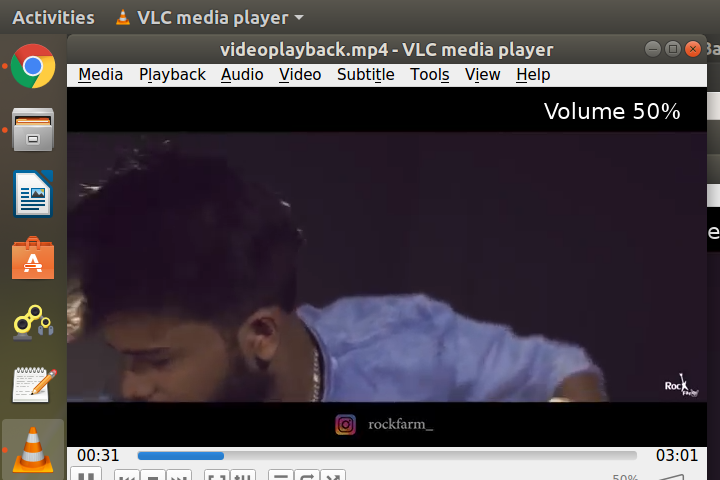 Activities VLC media player
videoplayback.mp4 - VLC media player
Media Playback Audio Video Subtitle Tools View Help
Volume 50%
Rock
rockfarm_
00:31 03:01
50%